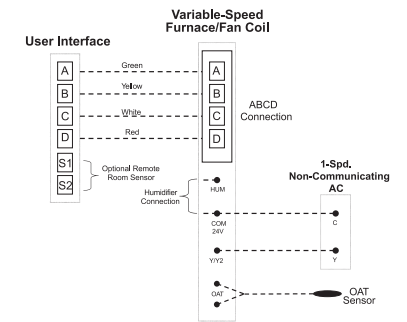 Variable-Speed
Furnace/Fan Coil
User Interface
A
Green
A
B
Yellow
B
C
White
C
D
Red
D
ABCD
Connection
S1
S2
Optional Remote
Room Sensor
HUM
Humidifier
Connection
1-Spd.
Non-Communicating
AC
COM
24V
C
Y/Y2
Y
OAT
OAT
Sensor